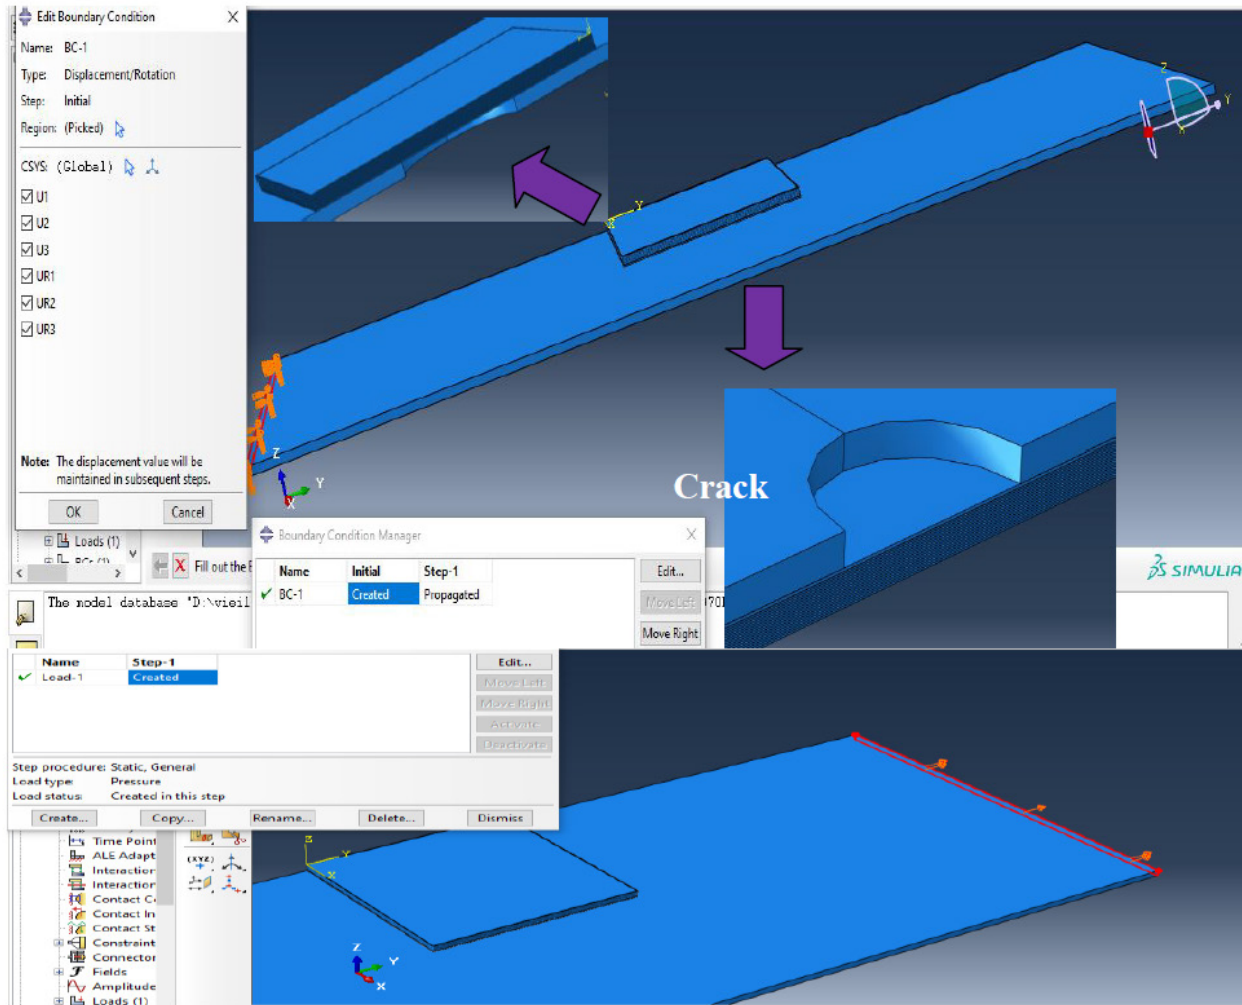 Edit Boundary Condition
X
Name: BC-1
Type: Displacement/Rotation
Step: Initial
Region: (Picked)
CSYS: (Global)
U1
U2
U3
UR1
UR2
UR3
Note: The displacement value will be
maintained in subsequent steps.
OK
Cancel
Loads (1)
Fill out the
Z
Y
X
Y
X
Z
Y
X
Crack
Boundary Condition Manager
X
Name Initial Step-1
BC-1 Created Propagated
Edit...
Move Left
Move Right
SIMULIA
The model database "D:\vieil
Name Step-1
Load-1 Created
Edit...
Move Left
Move Right
Activate
Deactivate
Step procedure: Static, General
Load type: Pressure
Load status: Created in this step
Create...
Copy...
Rename...
Delete...
Dismiss
Time Point
ALE Adapt
Interaction
Interaction
Contact Co
Contact In
Contact St
Constraint
Connector
Fields
Amplitude
Loads (1)
(XYZ)
Z
Y
X
Z
Y
X